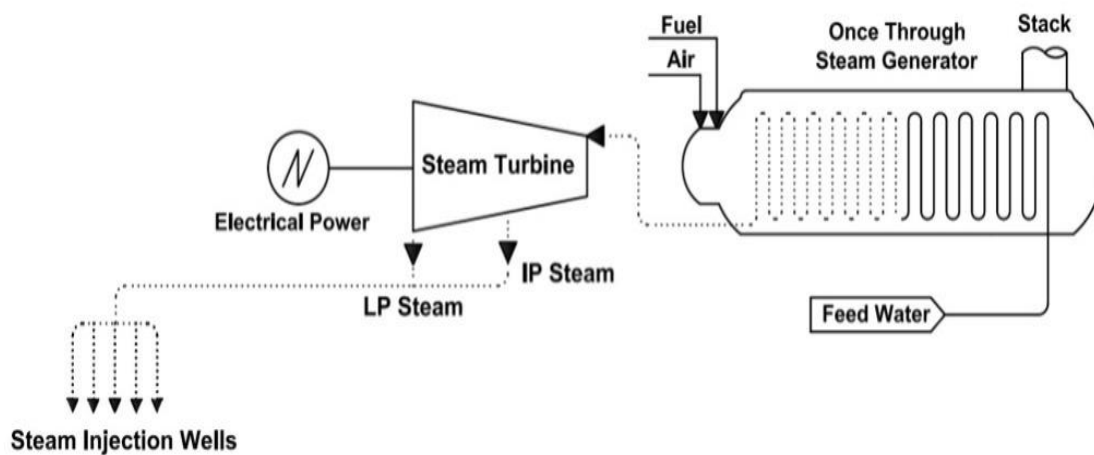 Fuel
Air
Once Through
Steam Generator
Stack
Steam Turbine
Electrical Power
IP Steam
LP Steam
Feed Water
Steam Injection Wells